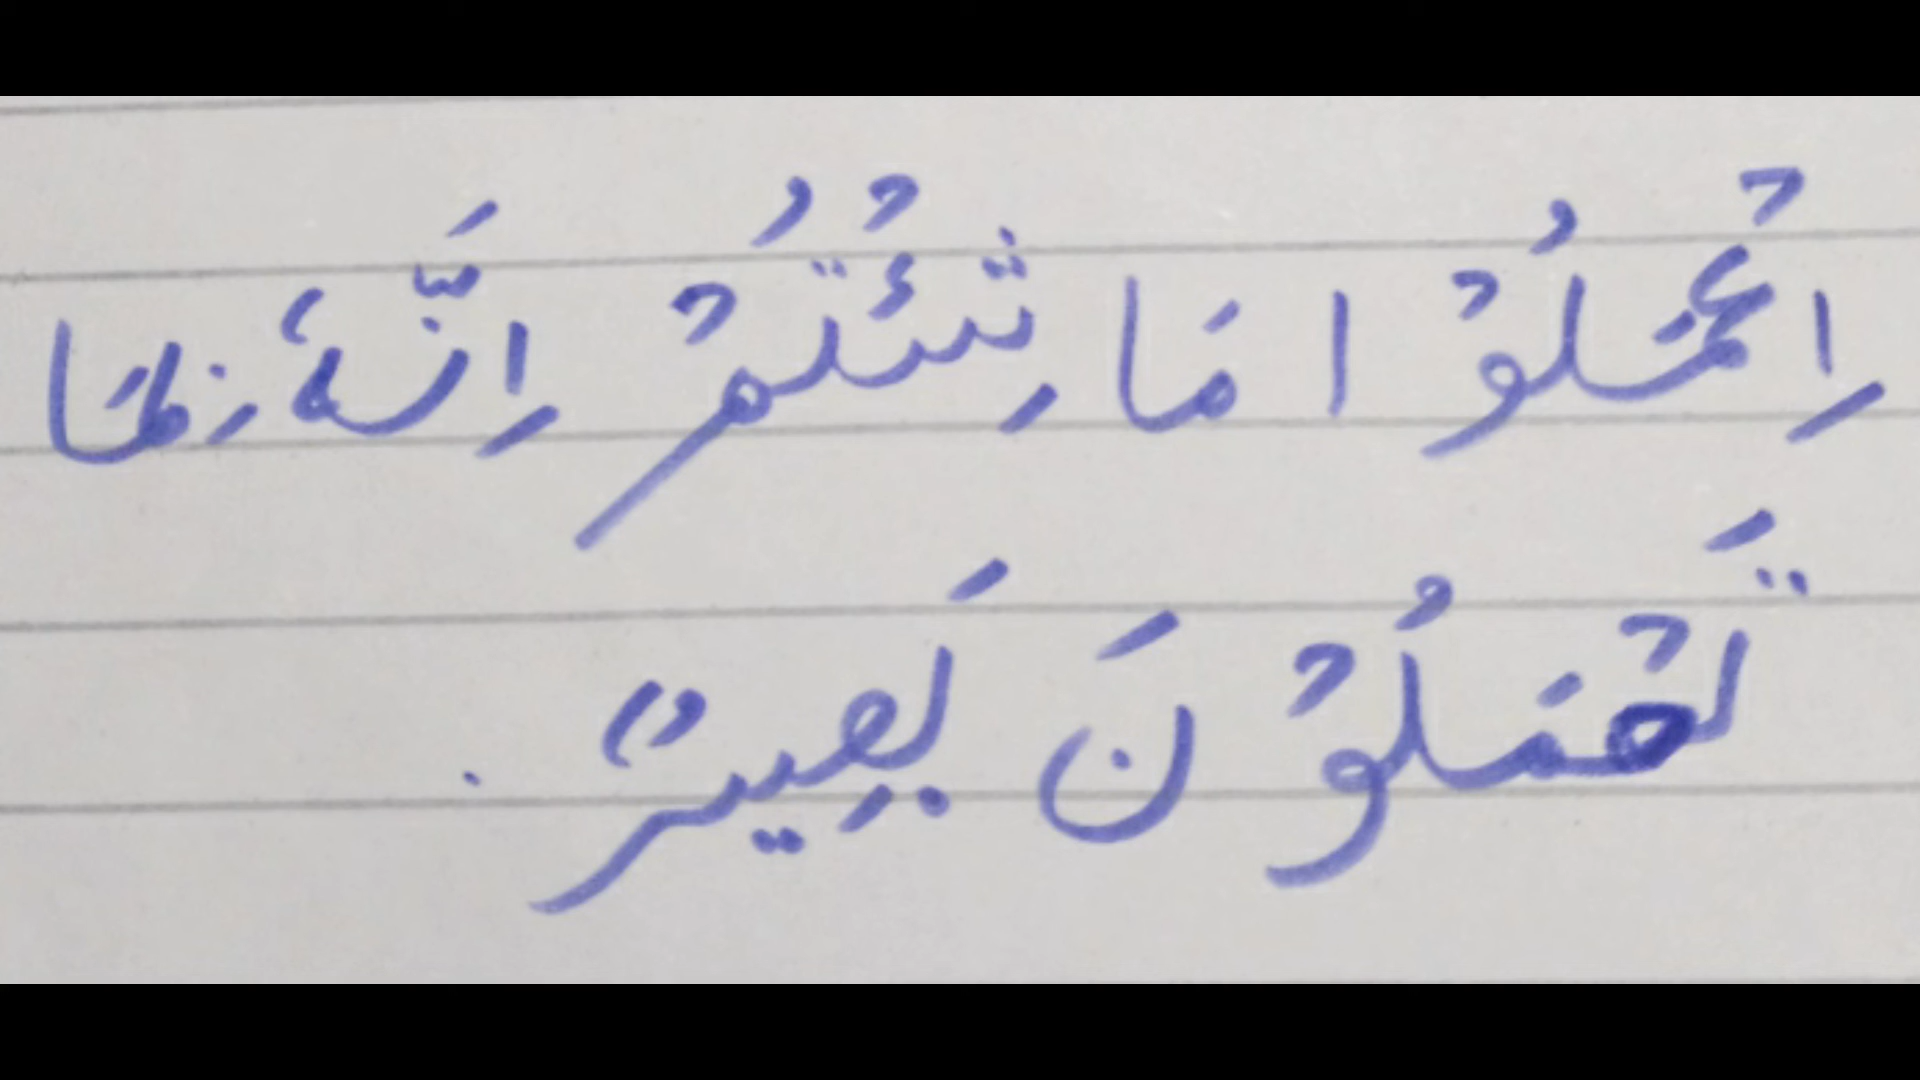 اِعْمَلُوْا مَا شِئْتُمْ اِنَّهٗ بِمَا
تَعْمَلُوْنَ بَصِيْرٌ.